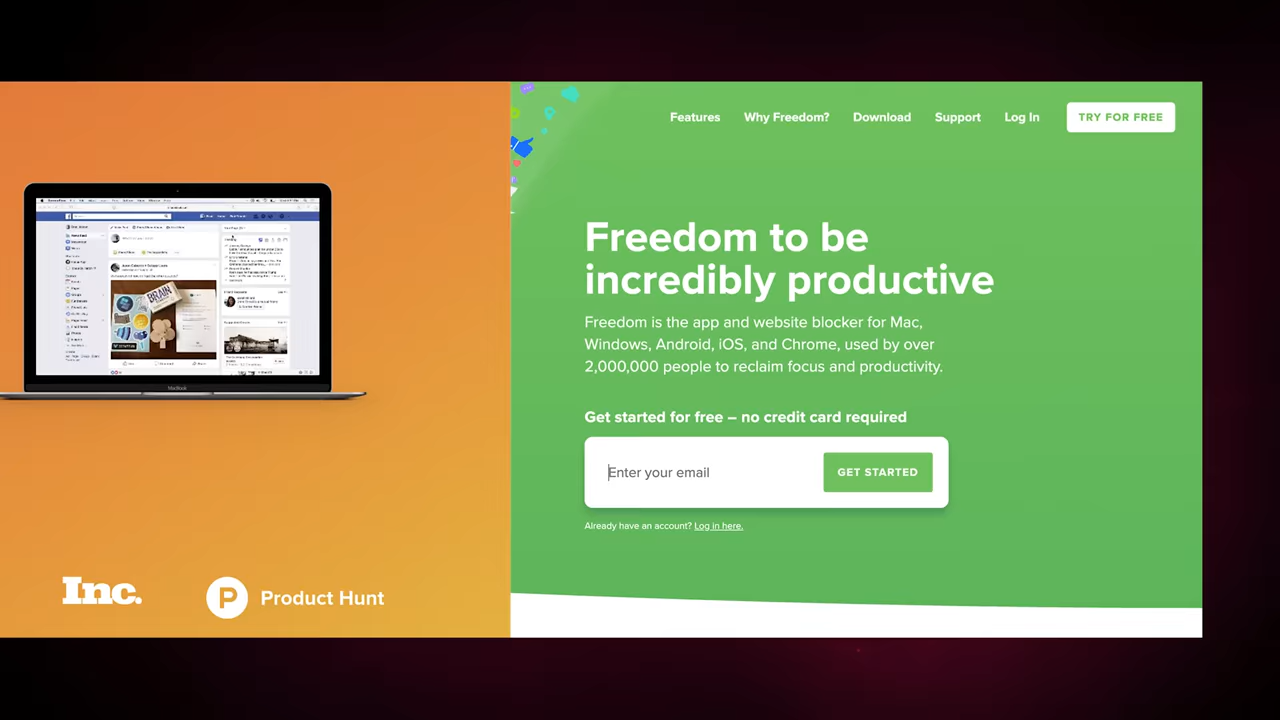 Features
Why Freedom?
Download
Support
Log In
TRY FOR FREE
Freedom to be
incredibly productive
Freedom is the app and website blocker for Mac,
Windows, Android, iOS, and Chrome, used by over
2,000,000 people to reclaim focus and productivity.
Get started for free – no credit card required
Enter your email
GET STARTED
Already have an account? Log in here.
MacBook
Inc.
P Product Hunt